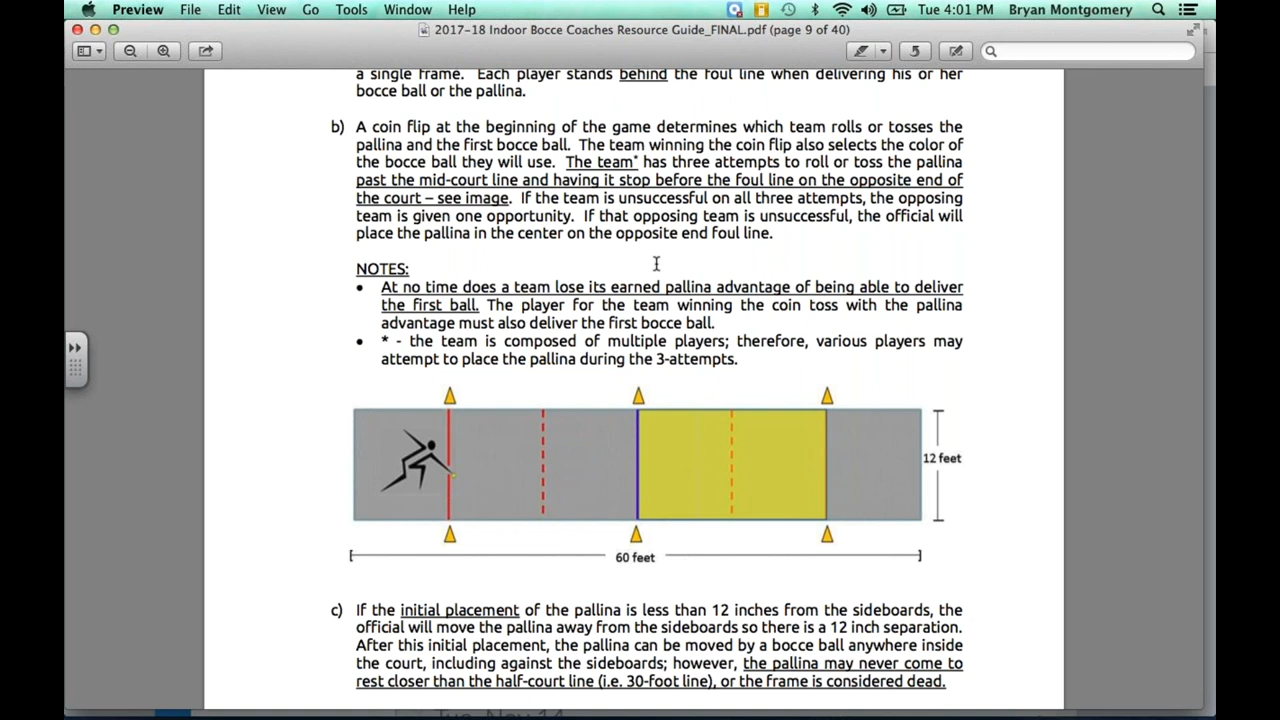 Preview File Edit View Go Tools Window Help Tue 4:01 PM Bryan Montgomery
2017-18 Indoor Bocce Coaches Resource Guide_FINAL.pdf (page 9 of 40)
a single frame. Each player stands behind the foul line when delivering his or her
bocce ball or the pallina.
b) A coin flip at the beginning of the game determines which team rolls or tosses the
pallina and the first bocce ball. The team winning the coin flip also selects the color of
the bocce ball they will use. The team* has three attempts to roll or toss the pallina
past the mid-court line and having it stop before the foul line on the opposite end of
the court – see image. If the team is unsuccessful on all three attempts, the opposing
team is given one opportunity. If that opposing team is unsuccessful, the official will
place the pallina in the center on the opposite end foul line.
NOTES:
• At no time does a team lose its earned pallina advantage of being able to deliver
the first ball. The player for the team winning the coin toss with the pallina
advantage must also deliver the first bocce ball.
• * - the team is composed of multiple players; therefore, various players may
attempt to place the pallina during the 3-attempts.
12 feet
60 feet
c) If the initial placement of the pallina is less than 12 inches from the sideboards, the
official will move the pallina away from the sideboards so there is a 12 inch separation.
After this initial placement, the pallina can be moved by a bocce ball anywhere inside
the court, including against the sideboards; however, the pallina may never come to
rest closer than the half-court line (i.e. 30-foot line), or the frame is considered dead.